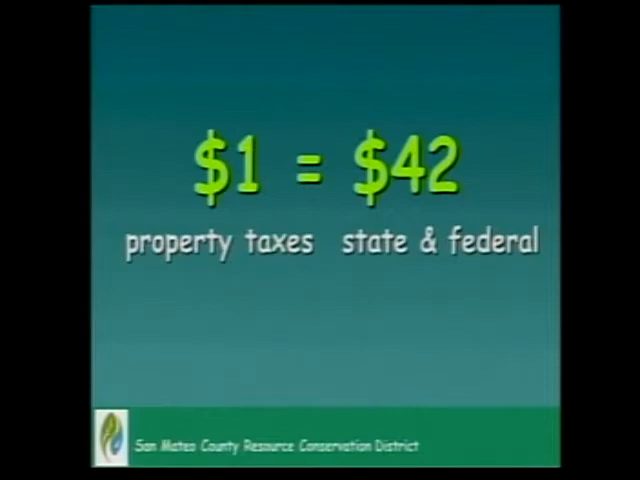 $1 = $42
property taxes state & federal
San Mateo County Resource Conservation District